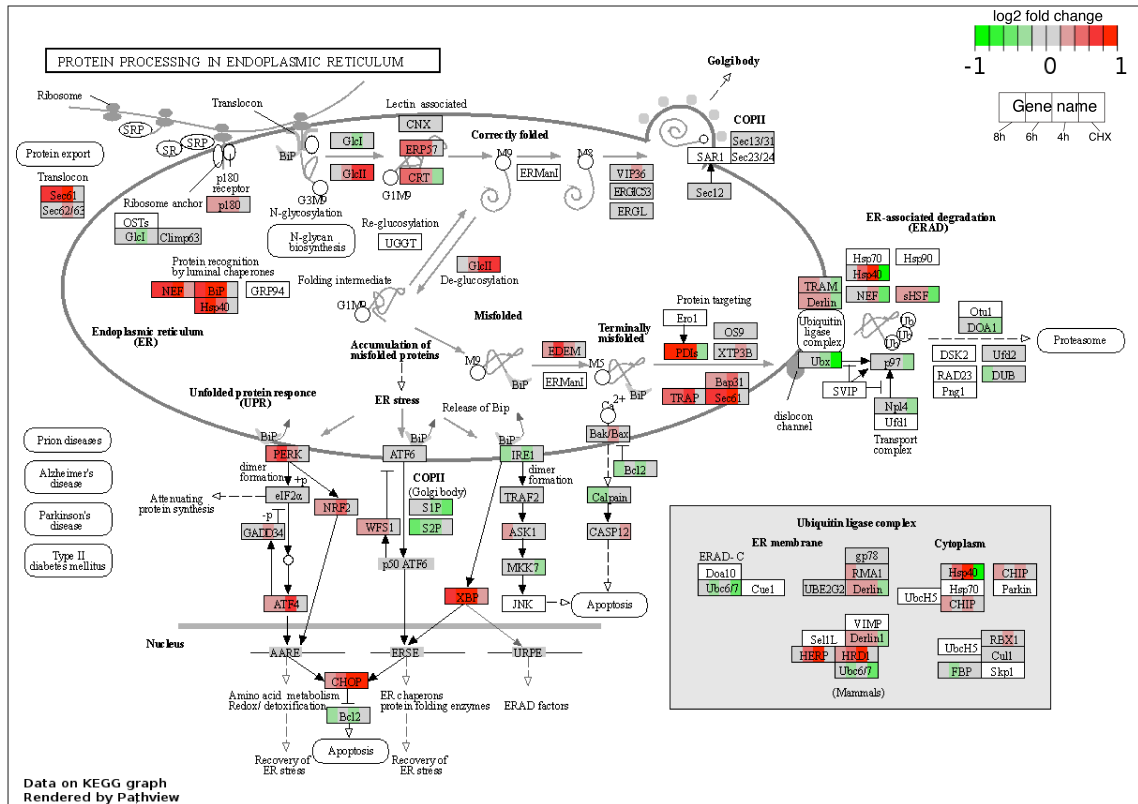 log2 fold change
-1 0 1
Gene name
8h 6h 4h CHX
PROTEIN PROCESSING IN ENDOPLASMIC RETICULUM
Golgi body
Ribosome
Translocon
Lectin associated
SRP
SR
SRP
BiP
GlcI
CNX
Correctly folded
COPII
Sec13/31
Sec23/24
SAR1
Protein export
ERP57
M9
M8
ERManI
VIP36
GlcII
CRT
G1M9
ERGIC53
Sec12
p180
receptor
G3M9
ERGL
Translocon
Sec61
Sec62/63
Ribosome anchor
p180
N-glycosylation
OSTs
GlcI
Climp63
N-glycan
biosynthesis
Re-glucosylation
UGGT
ER-associated degradation
(ERAD)
Protein recognition
by luminal chaperones
GlcII
De-glucosylation
Folding intermediate
Hsp70
Hsp40
Hsp90
NEF
BiP
GRP94
Hsp40
TRAM
Derlin
NEF
sHSF
G1M9
Protein targeting
Ero1
Otu1
DOA1
Endoplasmic reticulum
(ER)
Misfolded
Terminally
misfolded
OS9
Ubiquitin
ligase
complex
Ub
Ub
Ub
Proteasome
Accumulation of
misfolded proteins
EDEM
PDIs
XTP3B
M9
M5
ERManI
BiP
BiP
Ubx
p97
DSK2
Ufd2
RAD23
DUB
Png1
Bap31
TRAP
Sec61
SVIP
Unfolded protein responce
(UPR)
ER stress
Release of Bip
Ca2+
dislocon
channel
Npl4
Ufd1
Transport
complex
Prion diseases
BiP
BiP
BiP
Bak/Bax
PERK
ATF6
IRE1
Alzheimer's
disease
dimer
formation
+p
dimer
formation
Bcl2
COPII
(Golgi body)
Attenuating
protein synthesis
eIF2α
TRAF2
Calpain
S1P
Parkinson's
disease
-p
NRF2
GADD34
WFS1
S2P
ASK1
CASP12
Type II
diabetes mellitus
p50 ATF6
MKK7
ATF4
XBP
JNK
Apoptosis
Nucleus
AARE
ERSE
URPE
CHOP
Amino acid metabolism
Redox/ detoxification
ER chaperons
protein folding enzymes
ERAD factors
Bcl2
Apoptosis
Recovery of
ER stress
Recovery of
ER stress
Ubiquitin ligase complex
ER membrane
Cytoplasm
ERAD- C
Doa10
Ubc6/7
Cue1
gp78
RMA1
UBE2G2
Derlin
Hsp40
Hsp70
UbcH5
CHIP
CHIP
Parkin
VIMP
Sel1L
Derlin1
HERP
HRD1
Ubc6/7
(Mammals)
RBX1
UbcH5
Cul1
FBP
Skp1
Data on KEGG graph
Rendered by Pathview